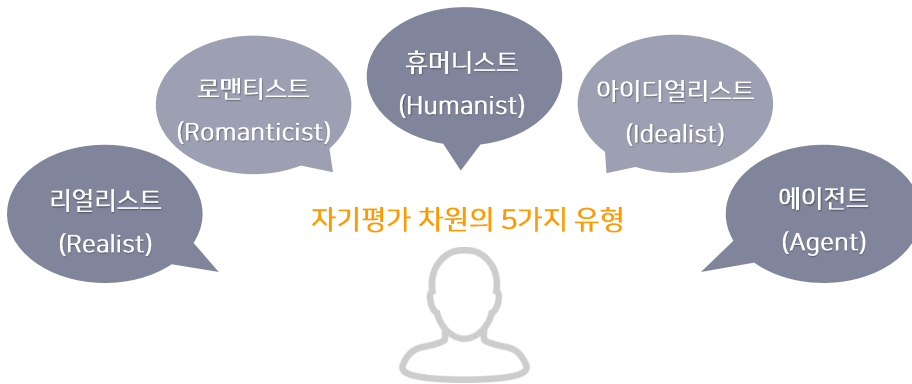 휴머니스트
(Humanist)
로맨티스트
(Romanticist)
아이디얼리스트
(Idealist)
리얼리스트
(Realist)
에이전트
(Agent)
자기평가 차원의 5가지 유형